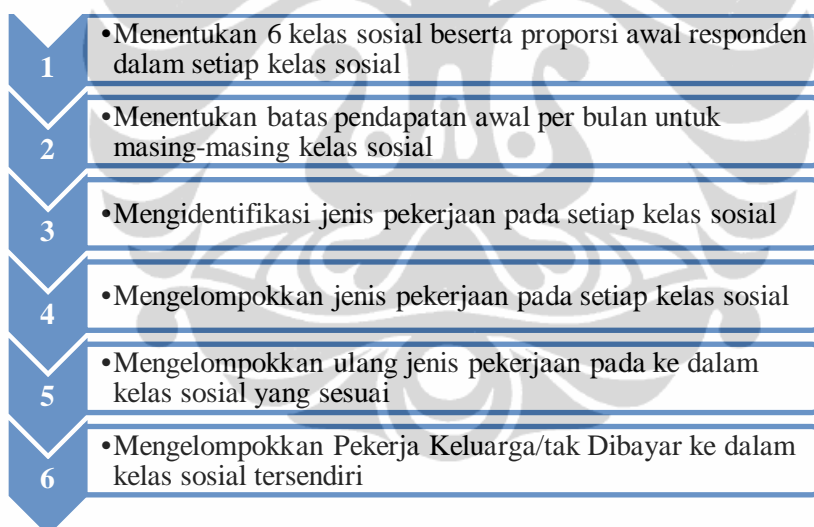 1
•Menentukan 6 kelas sosial beserta proporsi awal responden
dalam setiap kelas sosial
2
•Menentukan batas pendapatan awal per bulan untuk
masing-masing kelas sosial
3
•Mengidentifikasi jenis pekerjaan pada setiap kelas sosial
4
•Mengelompokkan jenis pekerjaan pada setiap kelas sosial
5
•Mengelompokkan ulang jenis pekerjaan pada ke dalam
kelas sosial yang sesuai
6
•Mengelompokkan Pekerja Keluarga/tak Dibayar ke dalam
kelas sosial tersendiri